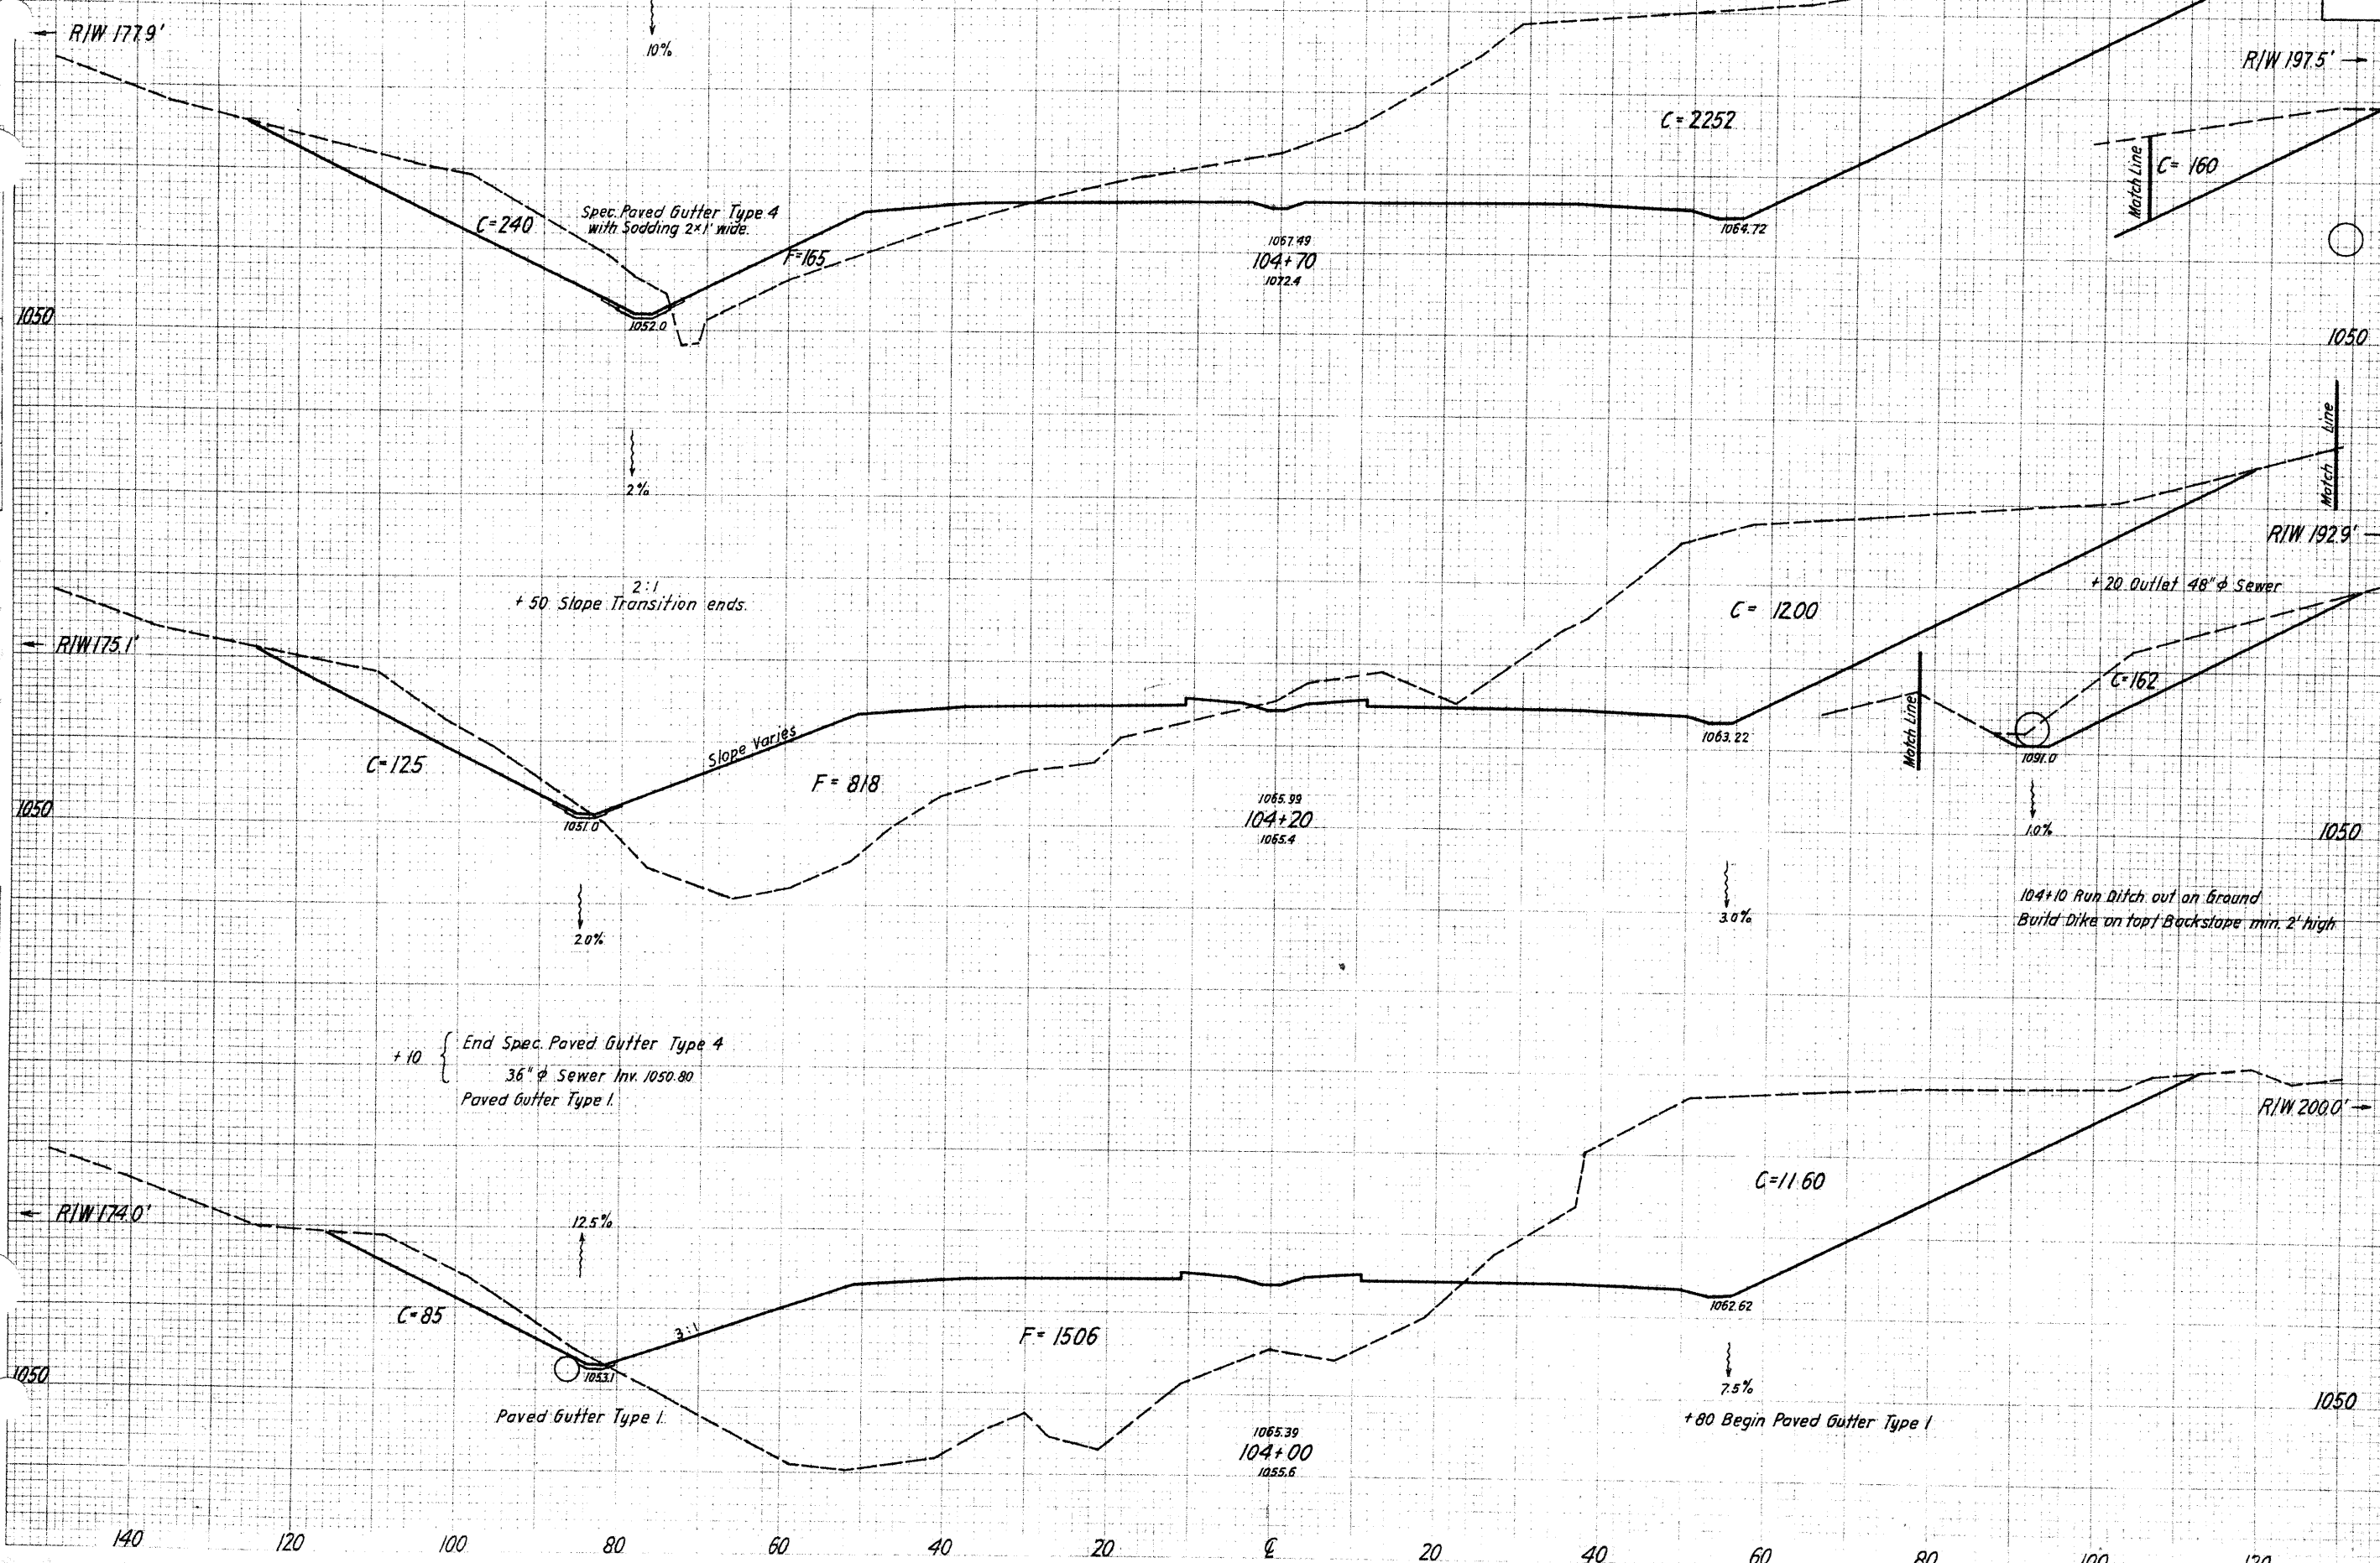 R/W 177.9'
10%
R/W 197.5'
C=2252
Match Line
C= 160
C=240
Spec. Paved Gutter Type 4
with Sodding 2×1' wide.
F=165
1064.72
1067.49
104+70
1072.4
1050
1052.0
1050
Match Line
2%
R/W 192.9'
2:1
+ 50 Slope Transition ends.
+ 20 Outlet 48" ϕ Sewer
C= 1200
R/W 175.1'
C=162
Match Line
Slope Varies
1063.22
C=125
F= 818
1091.0
1050
1051.0
1065.99
104+20
1065.4
1.0%
1050
2.0%
3.0%
104+10 Run Ditch out on Ground
Build Dike on top f Backslope min. 2' high
+ 10
End Spec. Paved Gutter Type 4
36" ϕ Sewer Inv. 1050.80
Paved Gutter Type 1.
R/W 200.0'
C=1160
R/W 174.0'
12.5%
C=85
3:1
F= 1506
1062.62
1050
1053.1
7.5%
1050
Paved Gutter Type 1.
+80 Begin Paved Gutter Type 1
1065.39
104+00
1055.6
140 120 100 80 60 40 20 ℄ 20 40 60 80 100 120